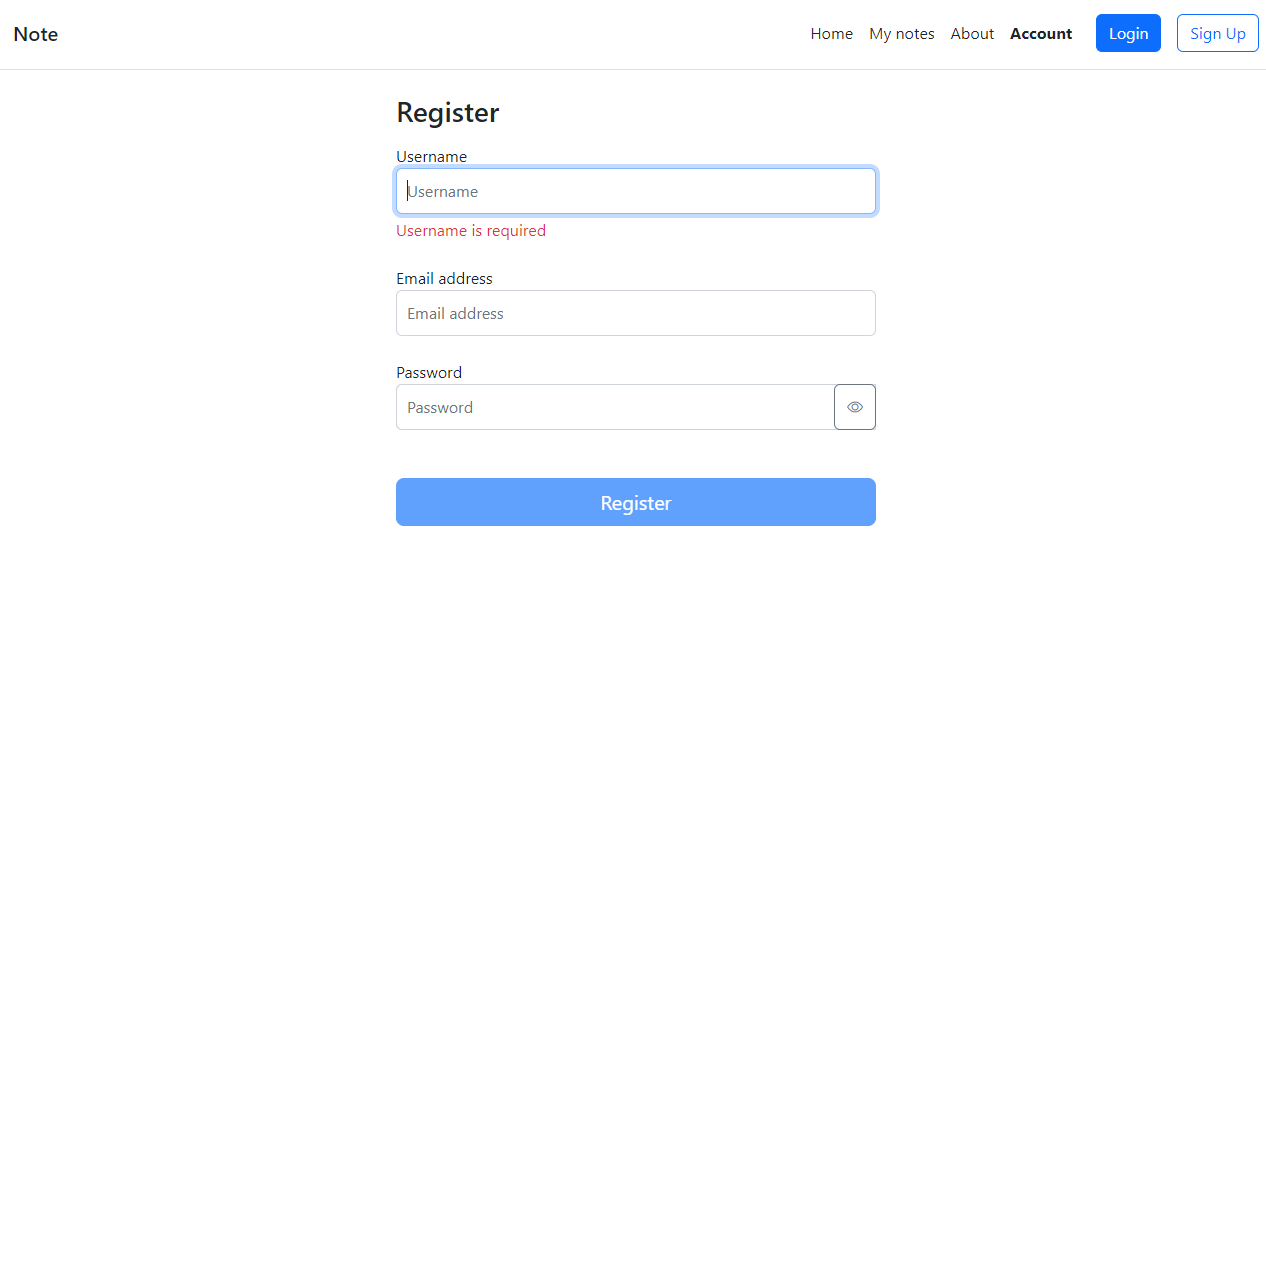 Note
Home My notes About Account Login Sign Up
Register
Username
Username
Username is required
Email address
Email address
Password
Password
Register